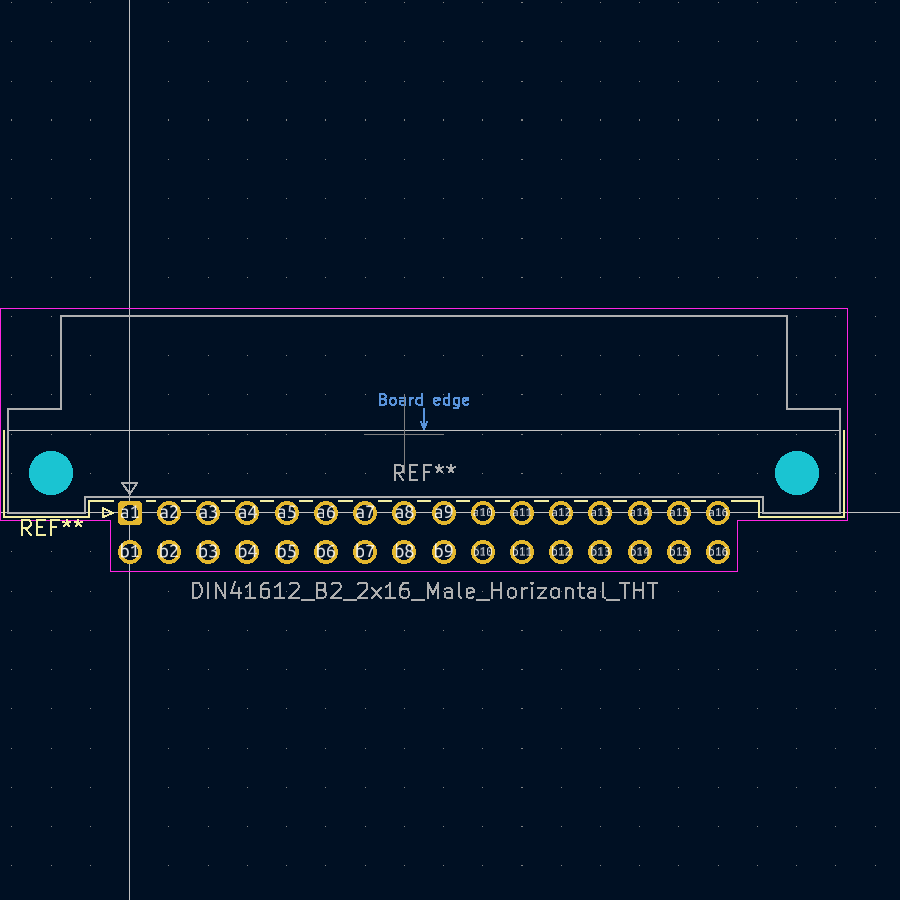 Board edge
REF**
a1 a2 a3 a4 a5 a6 a7 a8 a9 a10 a11 a12 a13 a14 a15 a16
REF**
b1 b2 b3 b4 b5 b6 b7 b8 b9 b10 b11 b12 b13 b14 b15 b16
DIN41612_B2_2x16_Male_Horizontal_THT